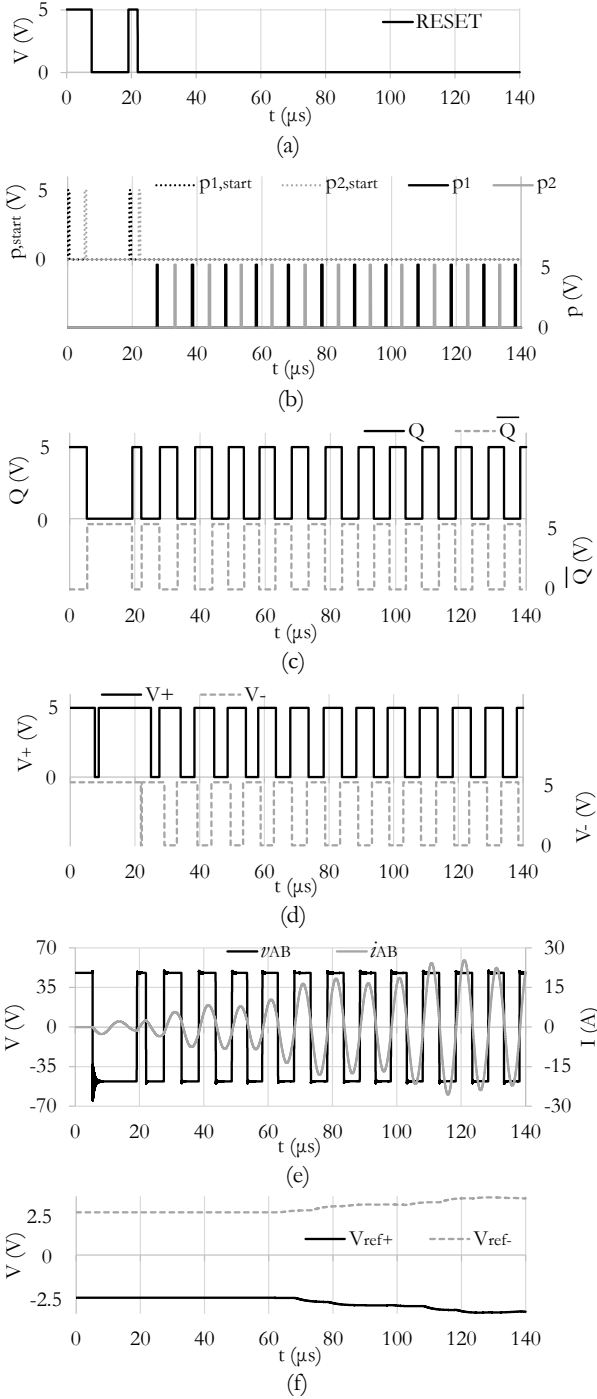 5
RESET
V (V)
0
0 20 40 60 80 100 120 140
t (μs)
(a)
5
p1,start p2,start p1 p2
p,start (V)
0
5
p (V)
0
0 20 40 60 80 100 120 140
t (μs)
(b)
Q Q
5
Q (V)
0
5
Q (V)
0
0 20 40 60 80 100 120 140
t (μs)
(c)
V+ V-
5
V+ (V)
0
5
V- (V)
0
0 20 40 60 80 100 120 140
t (μs)
(d)
70 vAB iAB 30
35 15
V (V) 0 0 I (A)
-35 -15
-70 -30
0 20 40 60 80 100 120 140
t (μs)
(e)
2.5
Vref+ Vref-
V (V)
0
-2.5
0 20 40 60 80 100 120 140
t (μs)
(f)